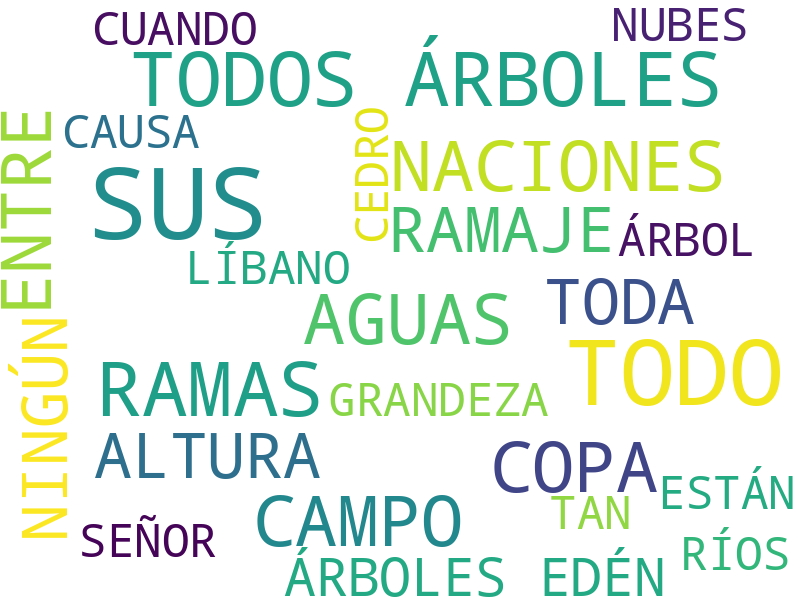 CUANDO
NUBES
TODOS
ÁRBOLES
CAUSA
ENTRE
CEDRO
NACIONES
SUS
RAMAJE
ÁRBOL
LÍBANO
AGUAS
TODA
NINGÚN
TODO
RAMAS
GRANDEZA
ALTURA
COPA
ESTÁN
CAMPO
TAN
SEÑOR
RÍOS
ÁRBOLES
EDÉN